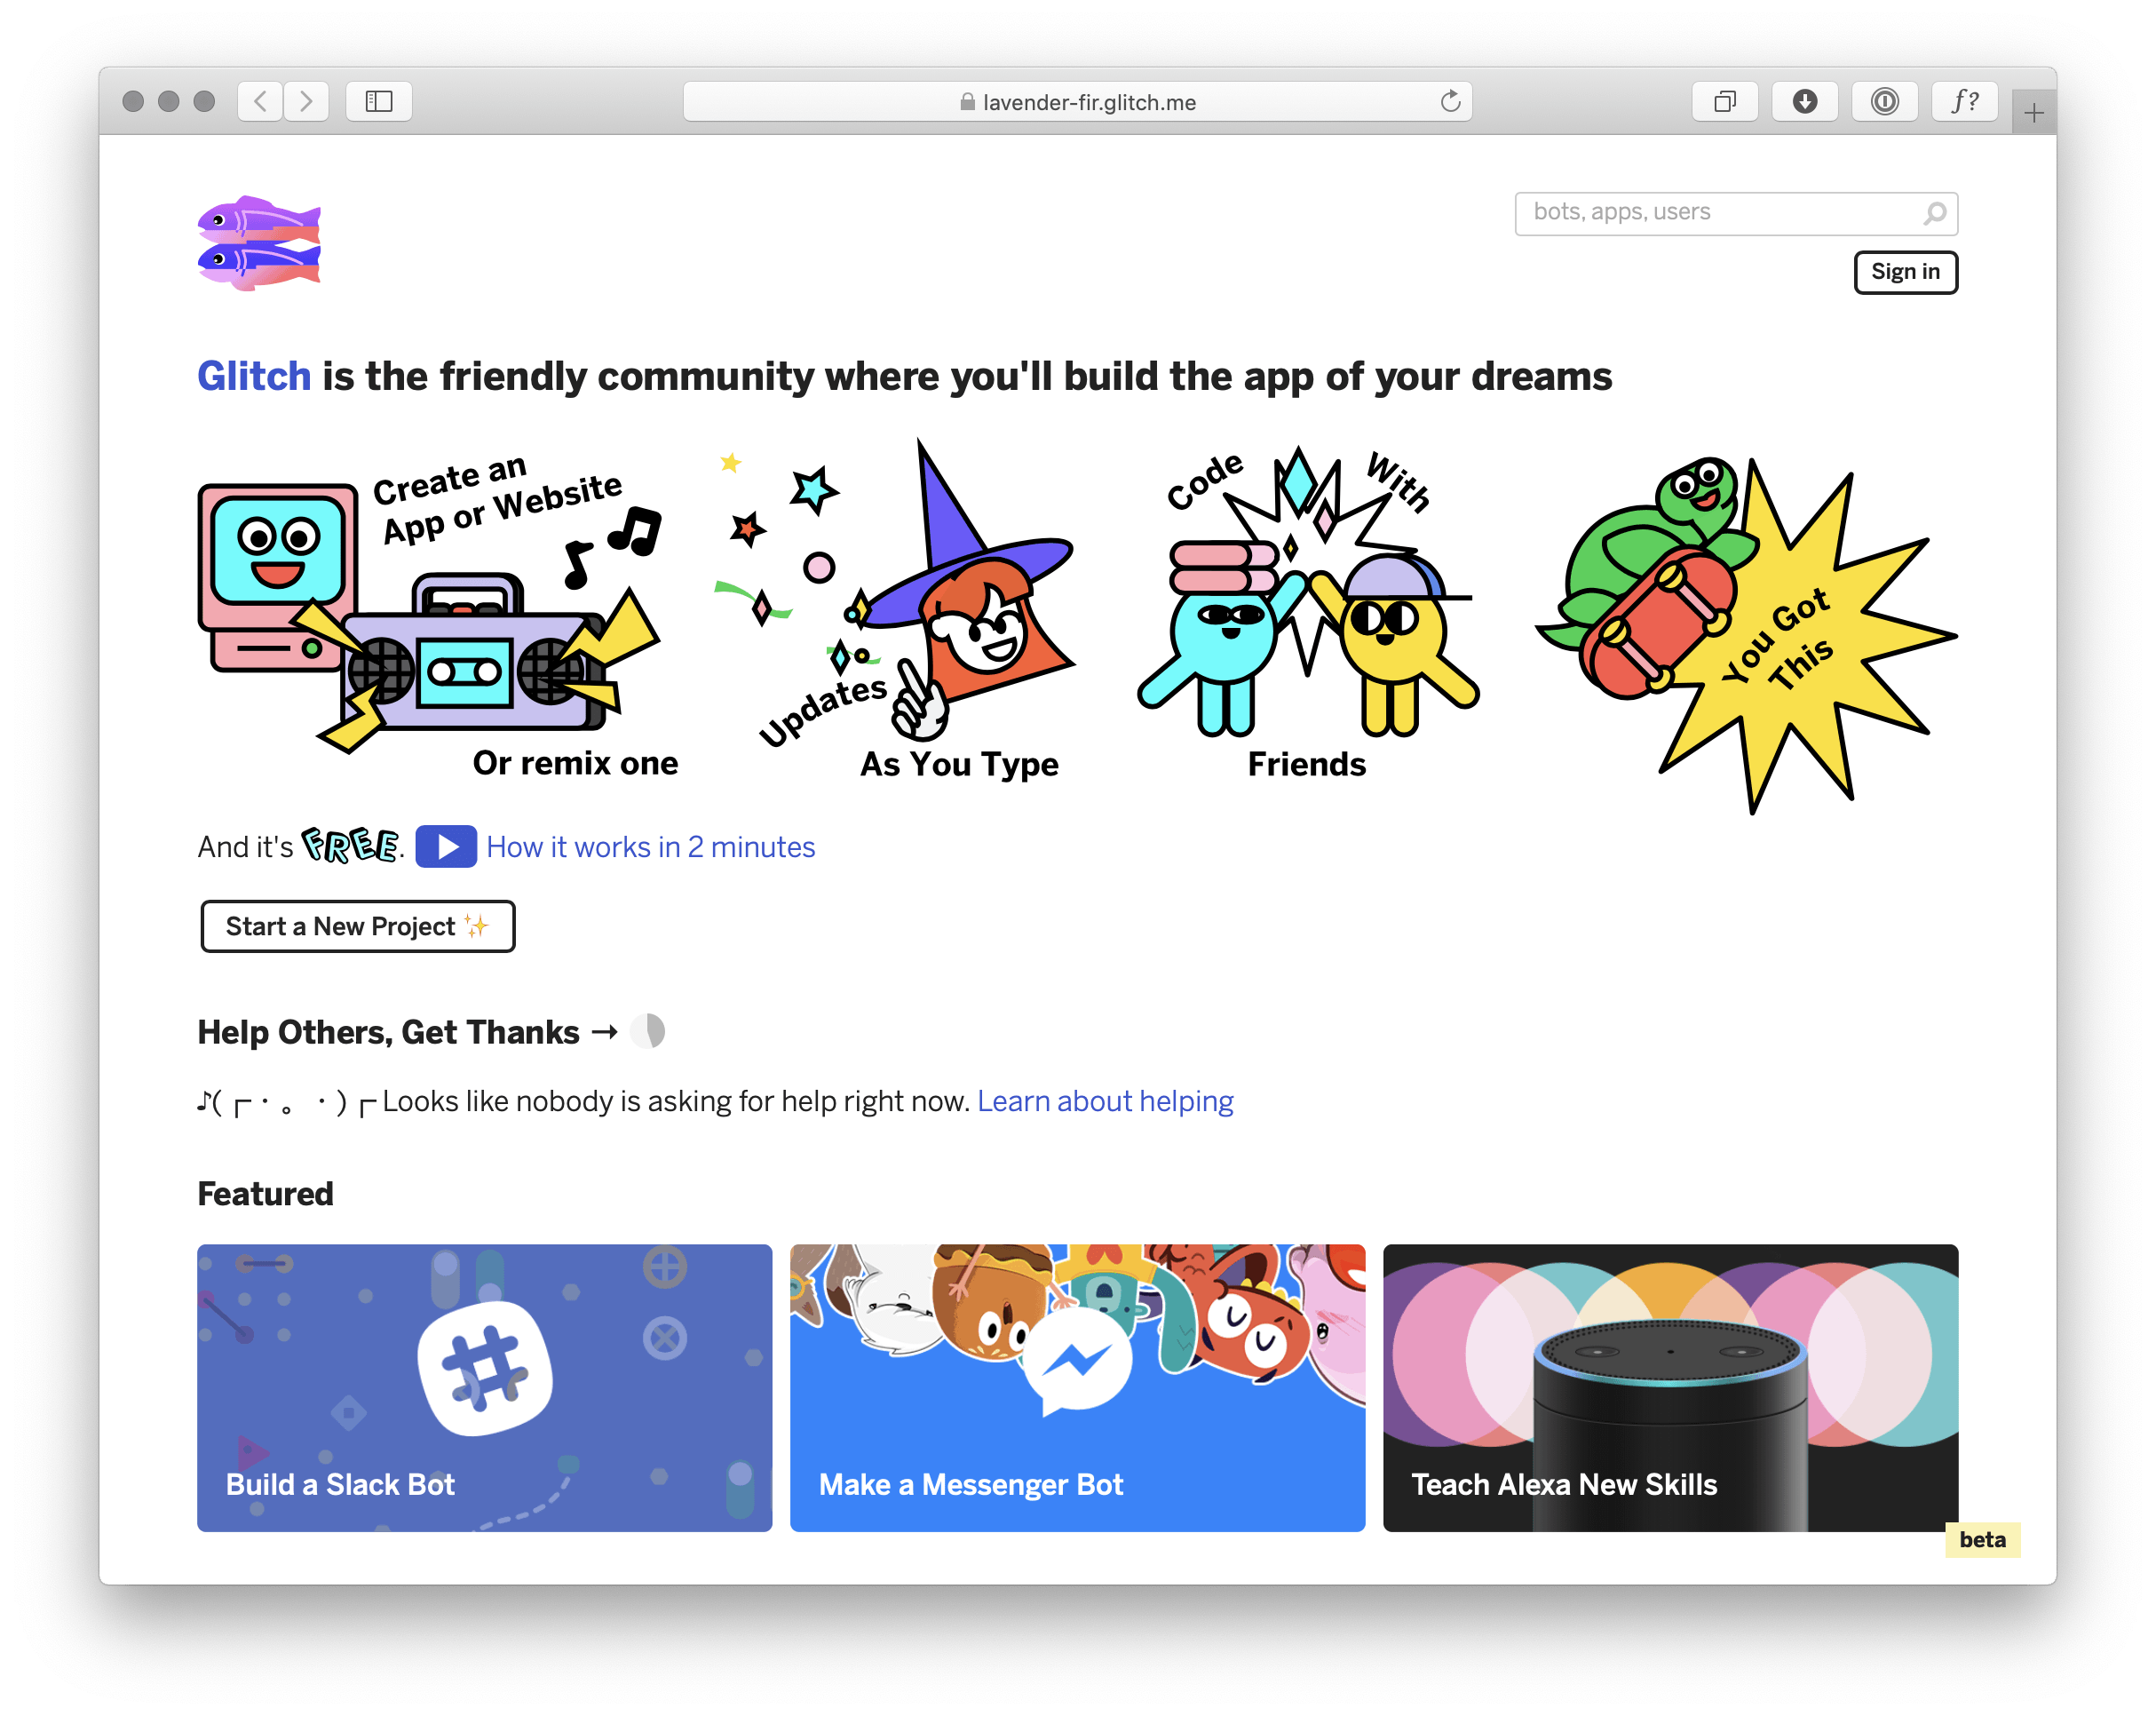 lavender-fir.glitch.me
ƒ?
bots, apps, users
Sign in
Glitch is the friendly community where you'll build the app of your dreams
Create an
App or Website
Or remix one
Updates
As You Type
Code With
Friends
You Got
This
And it's FREE. How it works in 2 minutes
Start a New Project ✨
Help Others, Get Thanks →
♪(┌・。・)┌ Looks like nobody is asking for help right now. Learn about helping
Featured
Build a Slack Bot
Make a Messenger Bot
Teach Alexa New Skills
beta